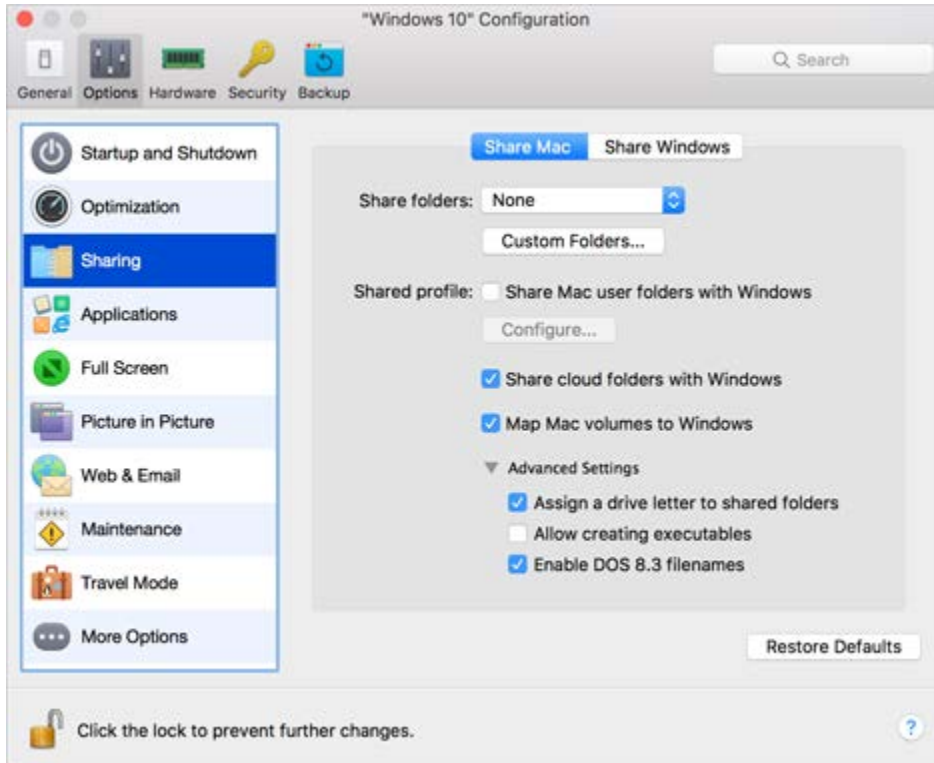 "Windows 10" Configuration
General Options Hardware Security Backup
Search
Startup and Shutdown
Optimization
Sharing
Applications
Full Screen
Picture in Picture
Web & Email
Maintenance
Travel Mode
More Options
Share Mac Share Windows
Share folders: None
Custom Folders...
Shared profile: Share Mac user folders with Windows
Configure...
Share cloud folders with Windows
Map Mac volumes to Windows
Advanced Settings
Assign a drive letter to shared folders
Allow creating executables
Enable DOS 8.3 filenames
Restore Defaults
Click the lock to prevent further changes.
?